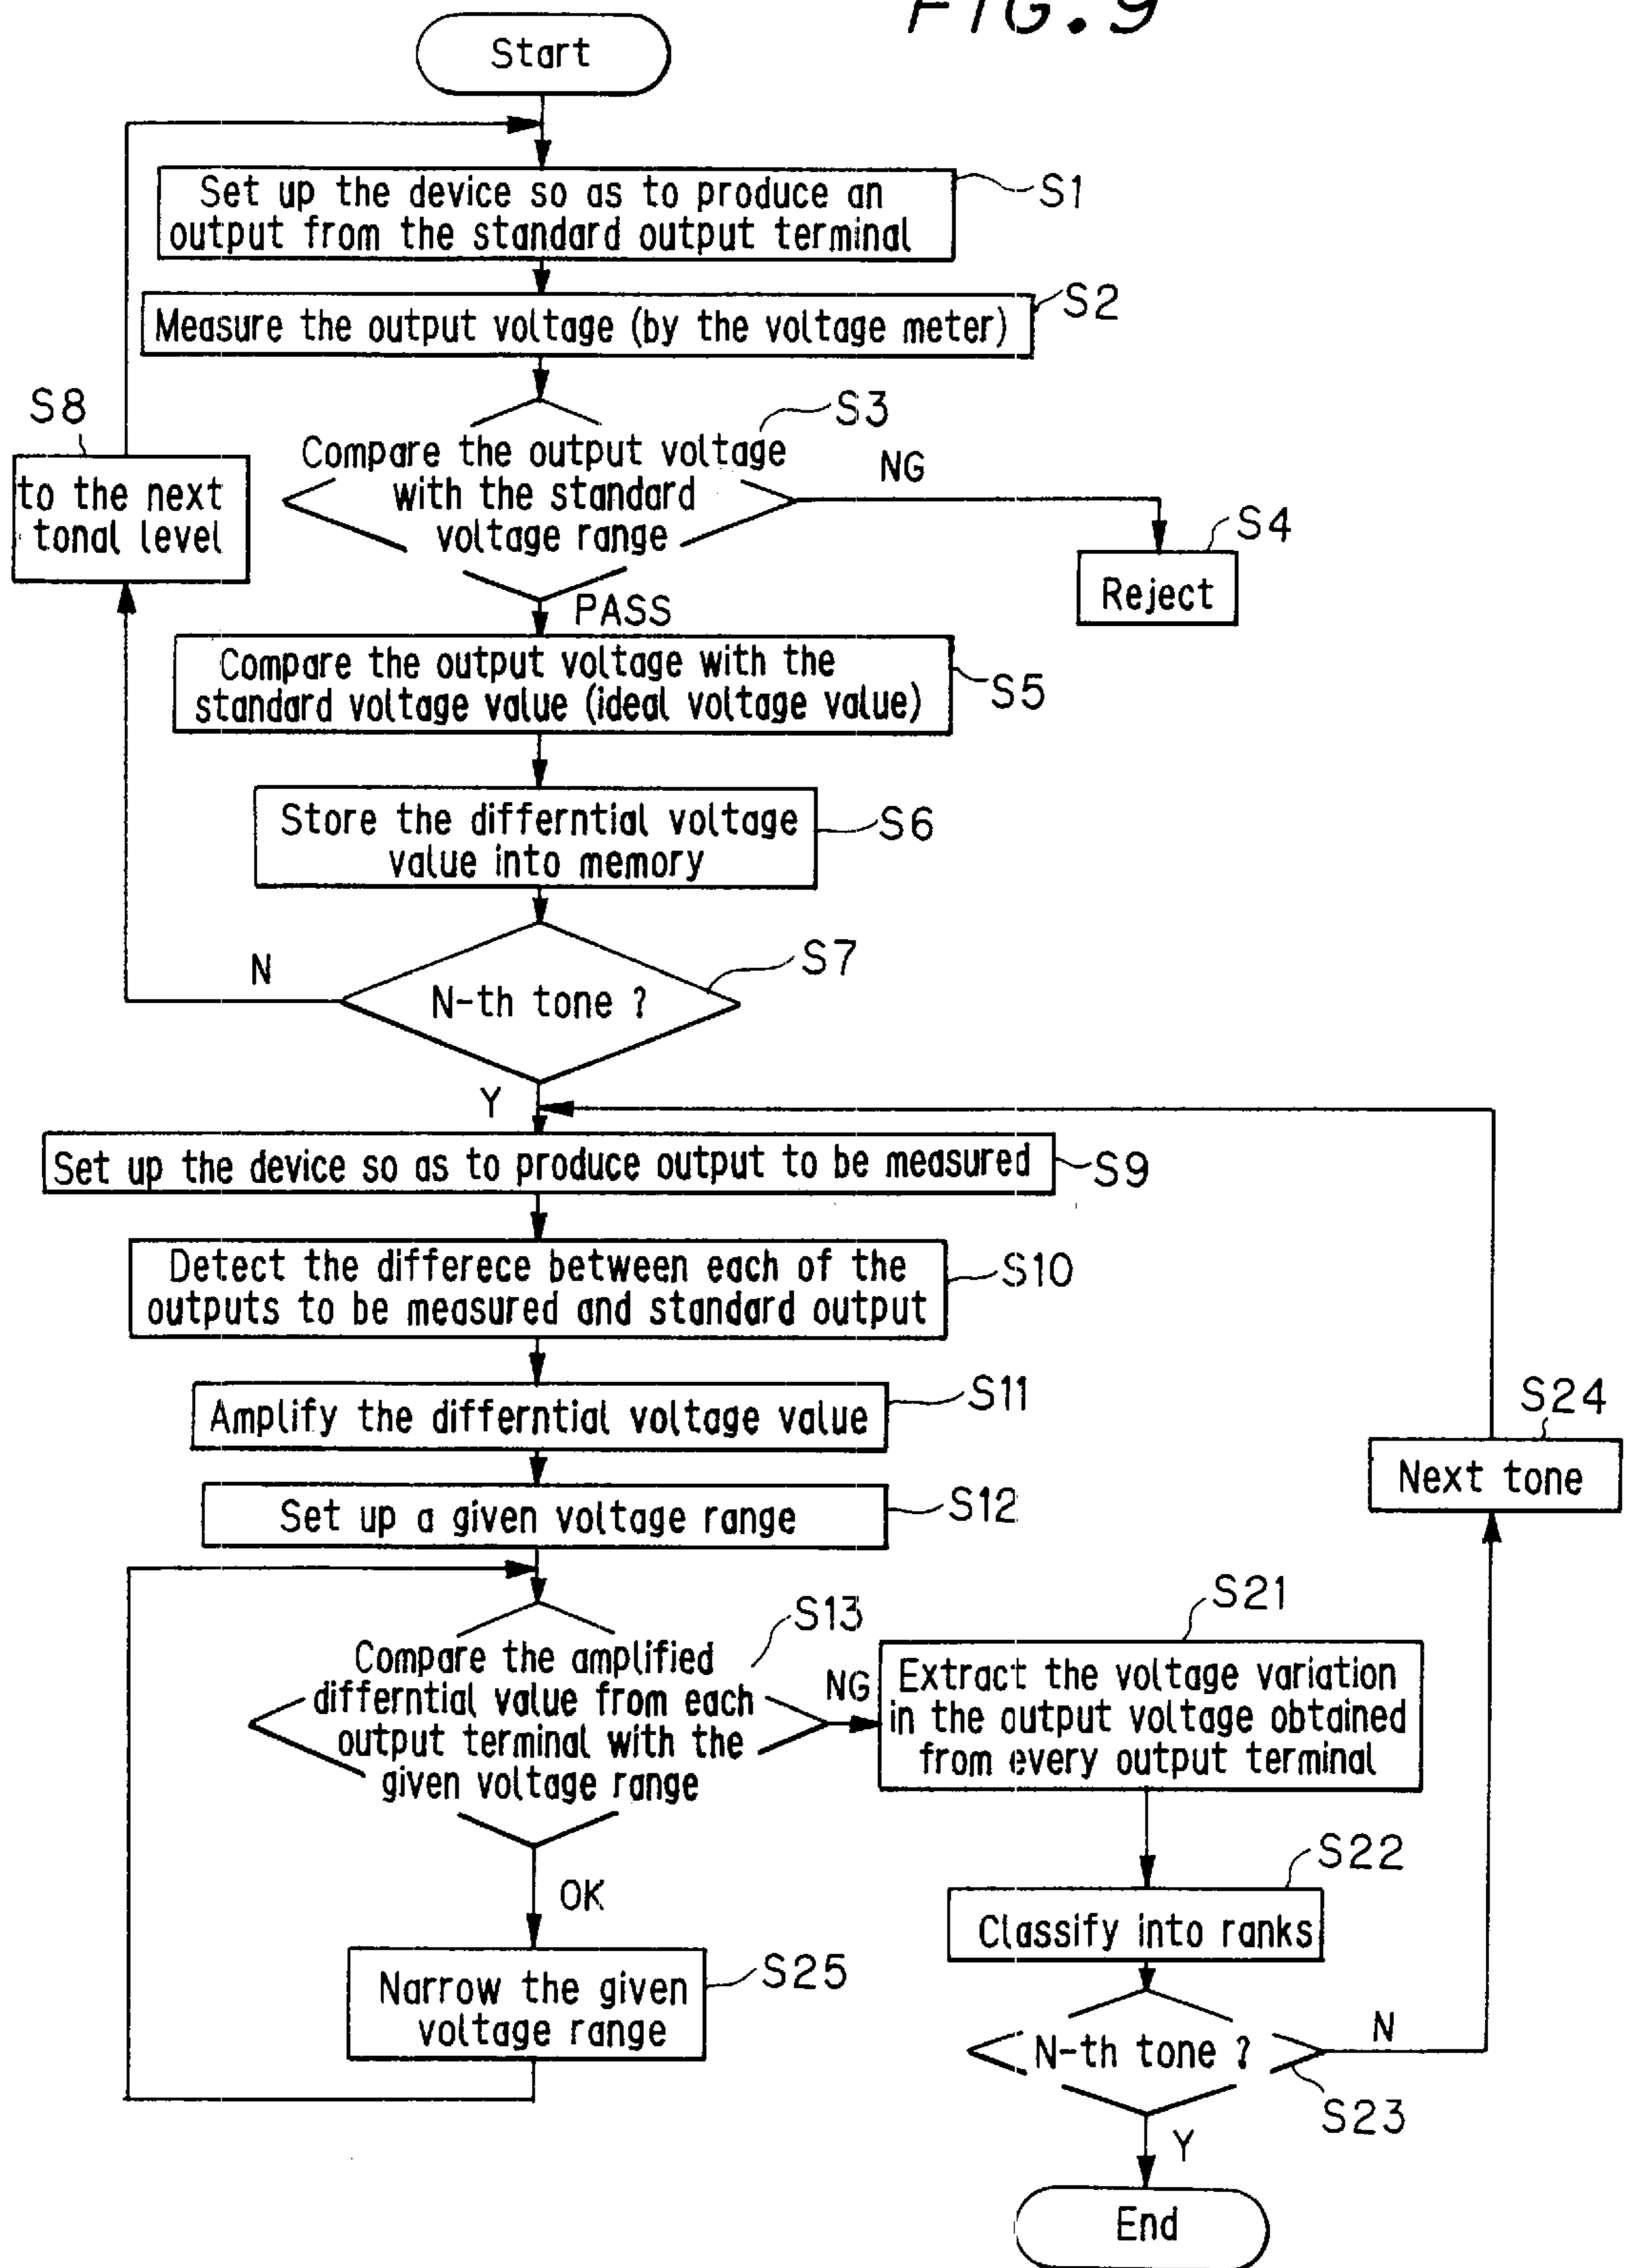 FIG.9
Start
Set up the device so as to produce an
output from the standard output terminal
S1
Measure the output voltage (by the voltage meter)
S2
S8
to the next
tonal level
Compare the output voltage
with the standard
voltage range
S3
NG
S4
Reject
PASS
Compare the output voltage with the
standard voltage value (ideal voltage value)
S5
Store the differntial voltage
value into memory
S6
N
N-th tone ?
S7
Y
Set up the device so as to produce output to be measured
S9
Detect the differece between each of the
outputs to be measured and standard output
S10
Amplify the differntial voltage value
S11
Set up a given voltage range
S12
S24
Next tone
Compare the amplified
differntial value from each
output terminal with the
given voltage range
S13
NG
S21
Extract the voltage variation
in the output voltage obtained
from every output terminal
OK
S22
Classify into ranks
Narrow the given
voltage range
S25
N-th tone ?
N
S23
Y
End